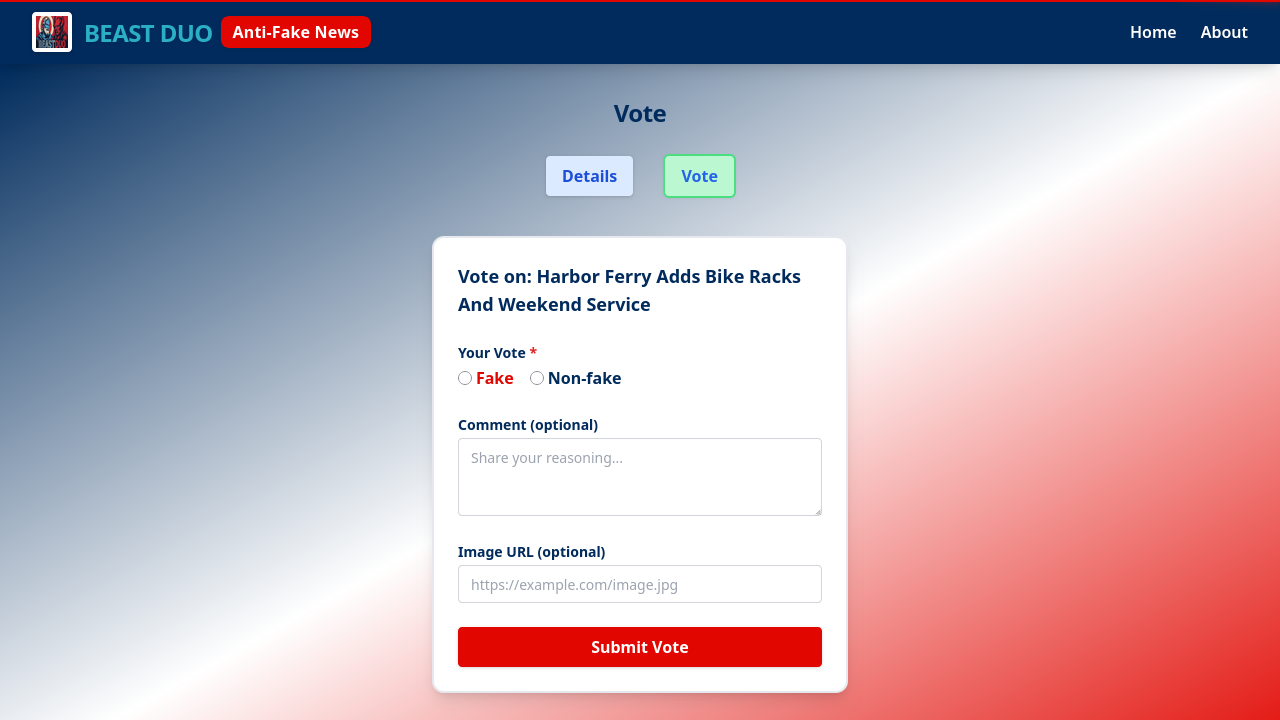 BEAST DUO
Anti-Fake News
Home
About
Vote
Details
Vote
Vote on: Harbor Ferry Adds Bike Racks
And Weekend Service
Your Vote *
Fake
Non-fake
Comment (optional)
Share your reasoning...
Image URL (optional)
https://example.com/image.jpg
Submit Vote